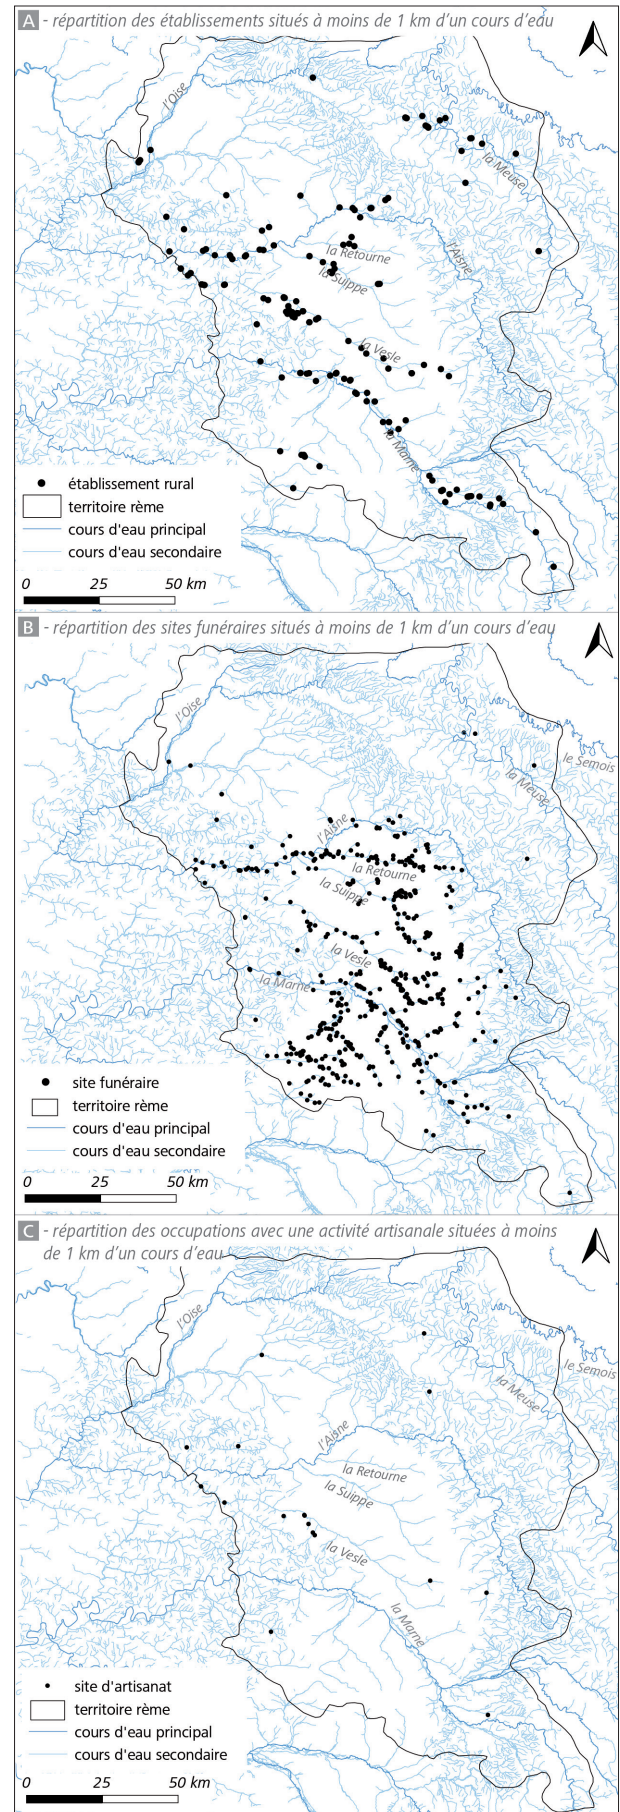 A - répartition des établissements situés à moins de 1 km d'un cours d'eau
l'Oise
la Meuse
l'Aisne
la Retourne
la Suippe
la Vesle
la Marne
établissement rural
territoire rème
cours d'eau principal
cours d'eau secondaire
0 25 50 km
B - répartition des sites funéraires situés à moins de 1 km d'un cours d'eau
l'Oise
le Semois
la Meuse
l'Aisne
la Retourne
la Suippe
la Vesle
la Marne
site funéraire
territoire rème
cours d'eau principal
cours d'eau secondaire
0 25 50 km
C - répartition des occupations avec une activité artisanale situées à moins
de 1 km d'un cours d'eau
l'Oise
le Semois
la Meuse
l'Aisne
la Retourne
la Suippe
la Vesle
la Marne
site d'artisanat
territoire rème
cours d'eau principal
cours d'eau secondaire
0 25 50 km